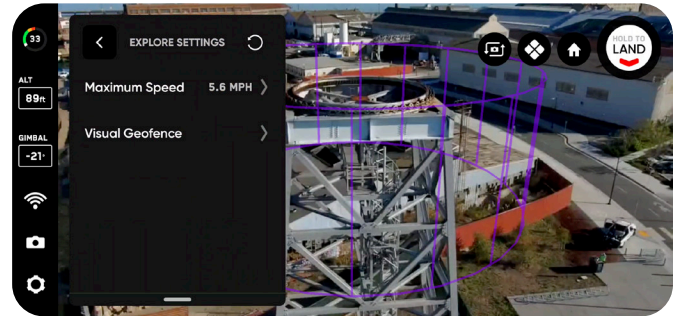 33
ALT
89ft
GIMBAL
-21°
EXPLORE SETTINGS
Maximum Speed 5.6 MPH
Visual Geofence
HOLD TO
LAND